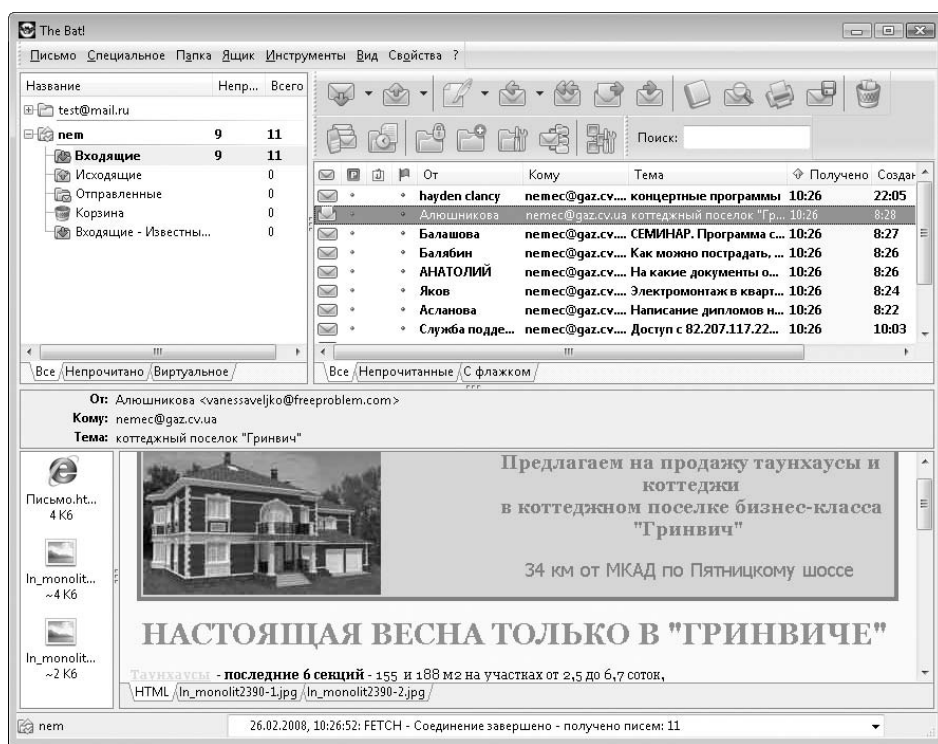 The Bat!
Письмо Специальное Папка Ящик Инструменты Вид Свойства ?
Название Непр... Всего
test@mail.ru
nem 9 11
Входящие 9 11
Исходящие 0
Отправленные 0
Корзина 0
Входящие - Известны... 0
Все Непрочитано Виртуальное
Поиск:
От Кому Тема Получено Создан
hayden clancy nemec@gaz.cv.... концертные программы 10:26 22:05
Алюшникова nemec@gaz.cv.ua коттеджный поселок "Гр... 10:26 8:28
Балашова nemec@gaz.cv.... СЕМИНАР. Программа с... 10:26 8:27
Балябин nemec@gaz.cv.... Как можно пострадать, ... 10:26 8:26
АНАТОЛИЙ nemec@gaz.cv.... На какие документы о... 10:26 8:26
Яков nemec@gaz.cv.... Электромонтаж в кварт... 10:26 8:24
Асланова nemec@gaz.cv.... Написание дипломов н... 10:26 8:22
Служба подде... nemec@gaz.cv.... Доступ с 82.207.117.22... 10:26 10:03
Все Непрочитанные С флажком
От: Алюшникова <vanessaveljko@freeproblem.com>
Кому: nemec@gaz.cv.ua
Тема: коттеджный поселок "Гринвич"
Письмо.ht...
4 Кб
In_monolit...
~4 Кб
In_monolit...
~2 Кб
Предлагаем на продажу таунхаусы и
коттеджи
в коттеджном поселке бизнес-класса
"Гринвич"
34 км от МКАД по Пятницкому шоссе
НАСТОЯЩАЯ ВЕСНА ТОЛЬКО В "ГРИНВИЧЕ"
Таунхаусы - последние 6 секций - 155 и 188 м2 на участках от 2,5 до 6,7 соток,
HTML In_monolit2390-1.jpg In_monolit2390-2.jpg
nem 26.02.2008, 10:26:52: FETCH - Соединение завершено - получено писем: 11